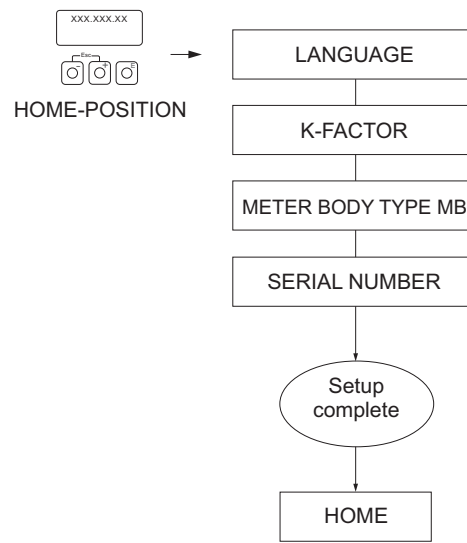 XXX.XXX.XX
Esc
- + E
HOME-POSITION
LANGUAGE
K-FACTOR
METER BODY TYPE MB
SERIAL NUMBER
Setup
complete
HOME